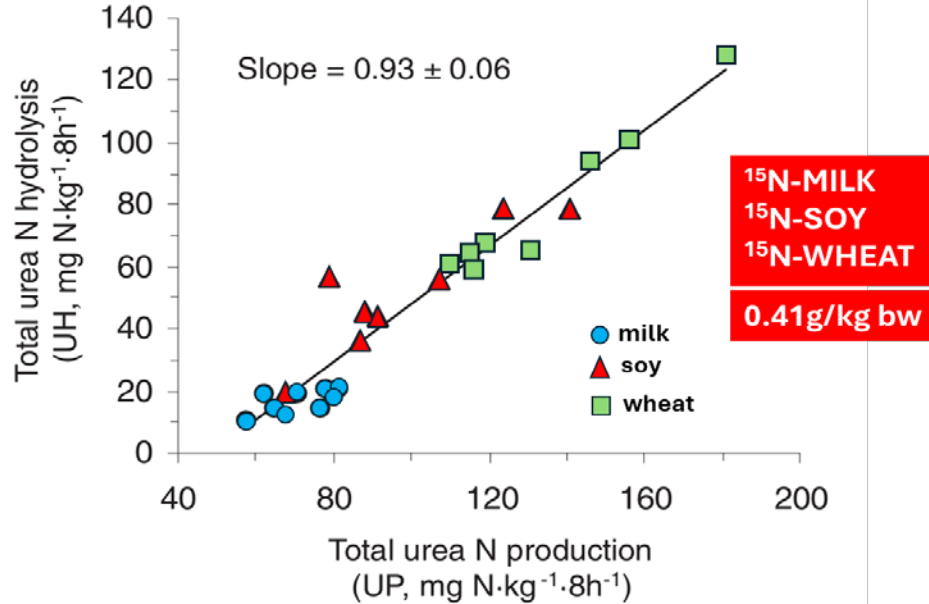 Total urea N hydrolysis
(UH, mg N·kg⁻¹·8h⁻¹)
140
120
100
80
60
40
20
0
Slope = 0.93 ± 0.06
milk
soy
wheat
¹⁵N-MILK
¹⁵N-SOY
¹⁵N-WHEAT
0.41g/kg bw
40
80
120
160
200
Total urea N production
(UP, mg N·kg⁻¹·8h⁻¹)